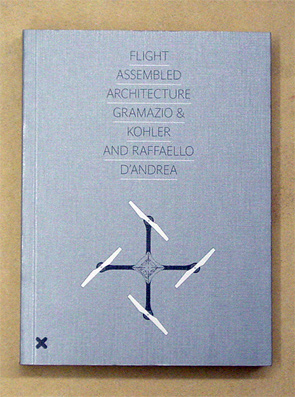 FLIGHT
ASSEMBLED
ARCHITECTURE
GRAMAZIO &
KOHLER
AND RAFFAELLO
D'ANDREA